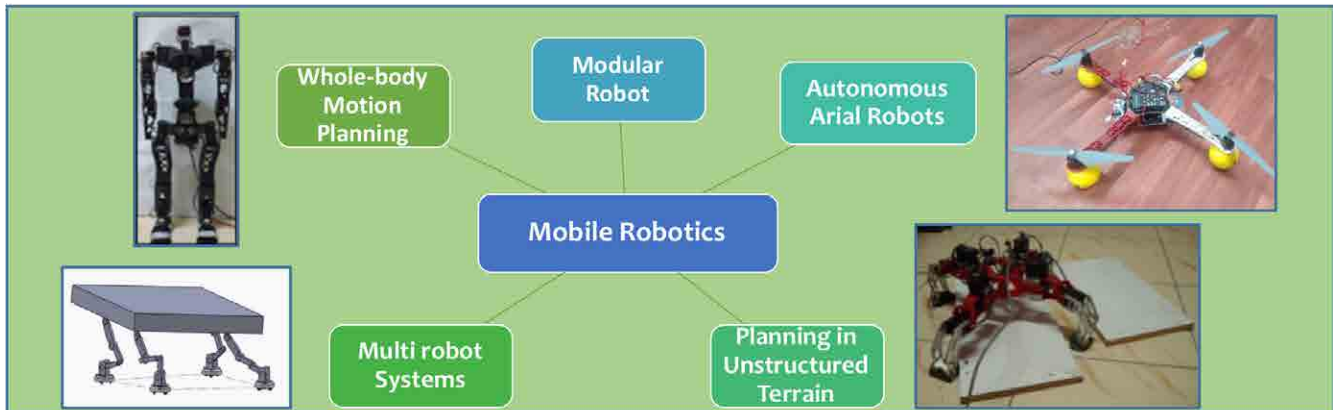 Whole-body
Motion
Planning
Modular
Robot
Autonomous
Arial Robots
Mobile Robotics
Multi robot
Systems
Planning in
Unstructured
Terrain